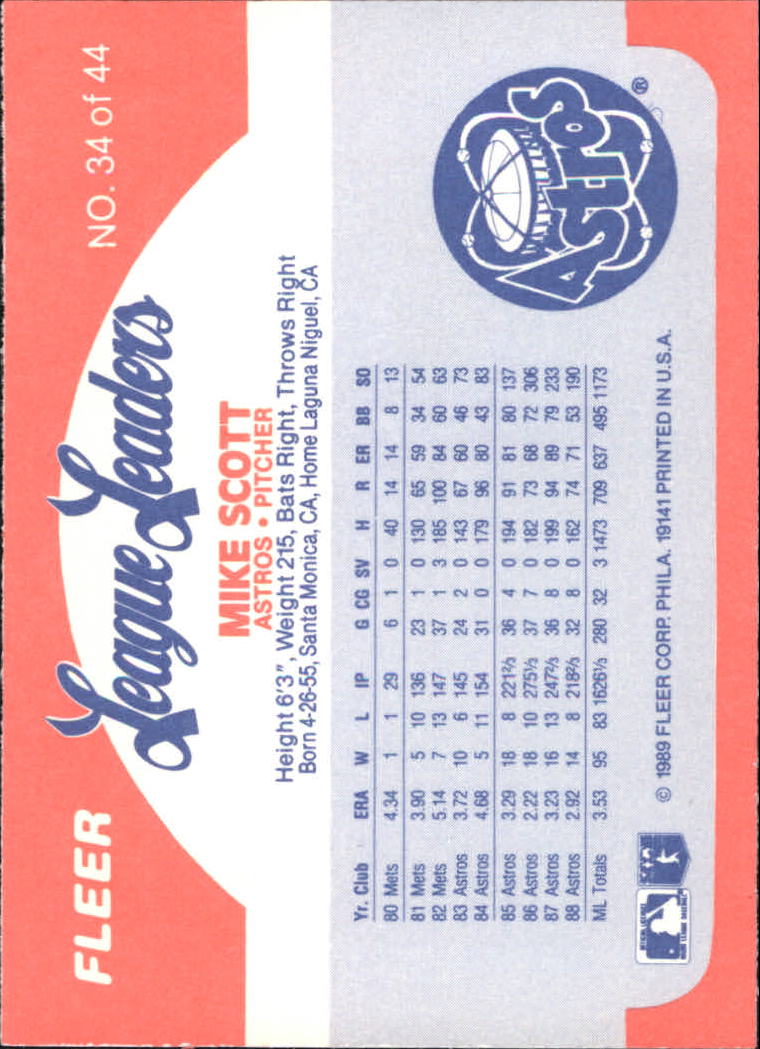 FLEER
League Leaders
NO. 34 of 44
MIKE SCOTT
ASTROS • PITCHER
Height 6'3", Weight 215, Bats Right, Throws Right
Born 4-26-55, Santa Monica, CA, Home Laguna Niguel, CA
Yr. Club ERA W L IP G CG SV H R ER BB SO
80 Mets 4.34 1 1 29 6 1 0 40 14 14 8 13
81 Mets 3.90 5 10 136 23 1 0 130 65 59 34 54
82 Mets 5.14 7 13 147 37 1 3 185 100 84 60 63
83 Astros 3.72 10 6 145 24 2 0 143 67 60 46 73
84 Astros 4.68 5 11 154 31 0 0 179 96 80 43 83
85 Astros 3.29 18 8 221⅔ 36 4 0 194 91 81 80 137
86 Astros 2.22 18 10 275⅓ 37 7 0 182 73 68 72 306
87 Astros 3.23 16 13 247⅔ 36 8 0 199 94 89 79 233
88 Astros 2.92 14 8 218⅔ 32 8 0 162 74 71 53 190
ML Totals 3.53 95 83 1626⅓ 280 32 3 1473 709 637 495 1173
© 1989 FLEER CORP. PHILA. 19141 PRINTED IN U.S.A.
Astros ®